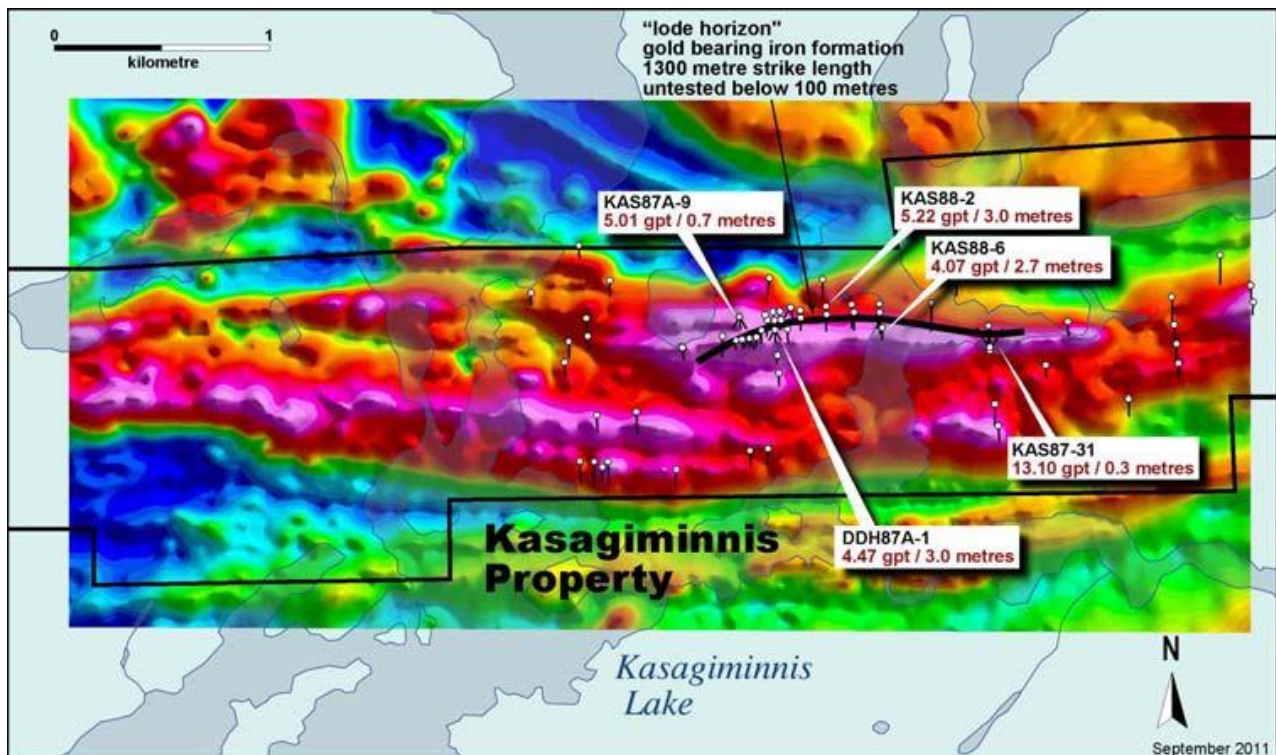 0 1
kilometre
“lode horizon"
gold bearing iron formation
1300 metre strike length
untested below 100 metres
KAS87A-9
5.01 gpt / 0.7 metres
KAS88-2
5.22 gpt / 3.0 metres
KAS88-6
4.07 gpt / 2.7 metres
KAS87-31
13.10 gpt / 0.3 metres
DDH87A-1
4.47 gpt / 3.0 metres
Kasagiminnis
Property
Kasagiminnis
Lake
N
September 2011